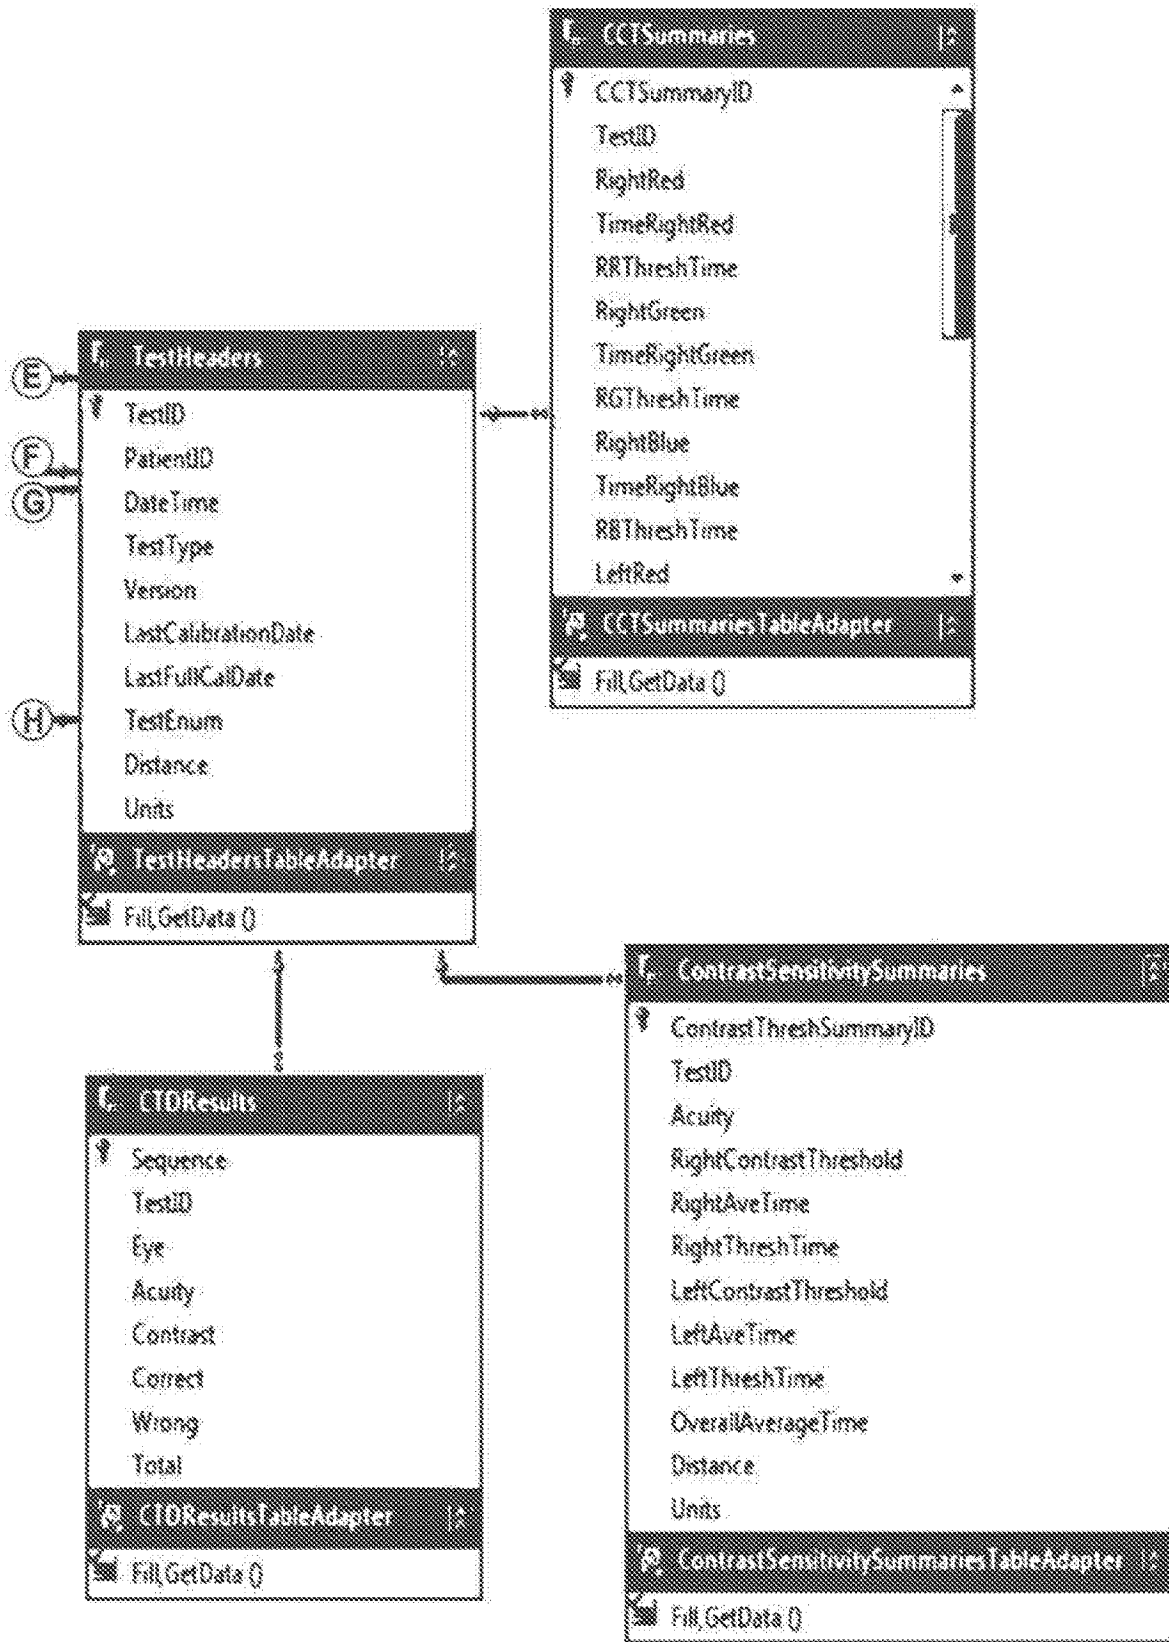 CCTSummaries
CCTSummaryID
TestID
RightRed
TimeRightRed
RRThreshTime
RightGreen
TimeRightGreen
RGThreshTime
RightBlue
TimeRightBlue
RBThreshTime
LeftRed
CCTSummariesTableAdapter
Fill,GetData ()
E
F
G
H
TestHeaders
TestID
PatientID
DateTime
TestType
Version
LastCalibrationDate
LastFullCalDate
TestEnum
Distance
Units
TestHeadersTableAdapter
Fill,GetData ()
CTDResults
Sequence
TestID
Eye
Acuity
Contrast
Correct
Wrong
Total
CTDResultsTableAdapter
Fill,GetData ()
ContrastSensitivitySummaries
ContrastThreshSummaryID
TestID
Acuity
RightContrastThreshold
RightAveTime
RightThreshTime
LeftContrastThreshold
LeftAveTime
LeftThreshTime
OverallAverageTime
Distance
Units
ContrastSensitivitySummariesTableAdapter
Fill,GetData ()